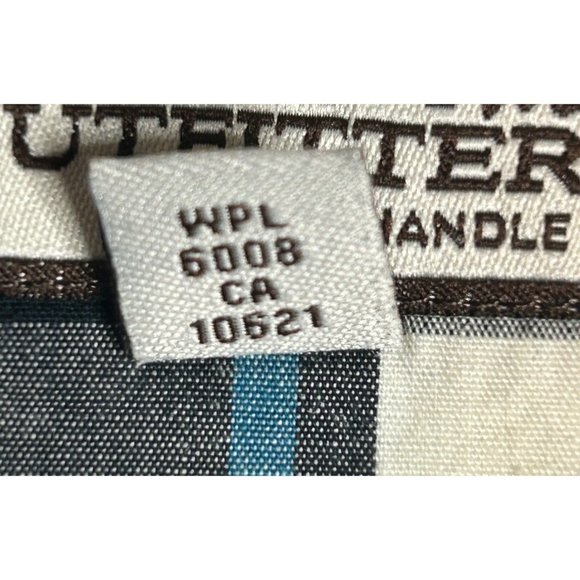 UTFITTER
HANDLE
WPL
6008
CA
10621